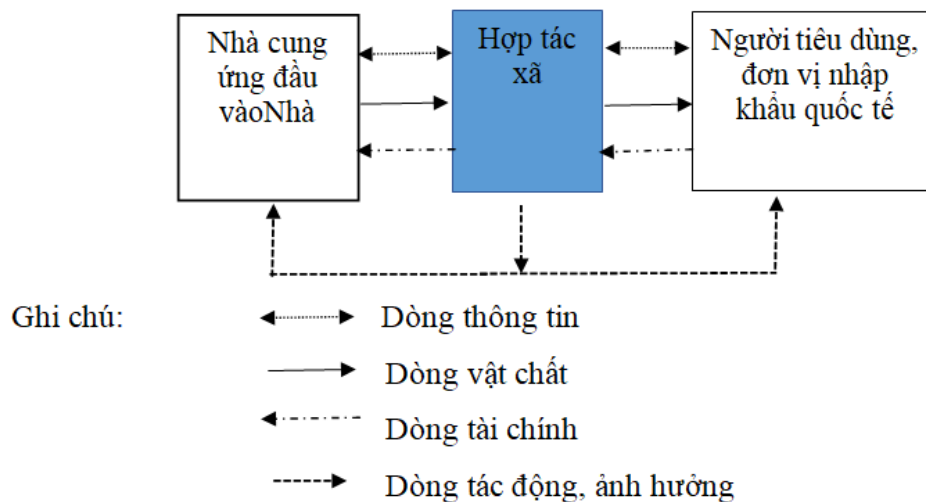 Nhà cung
ứng đầu
vàoNhà
Hợp tác
xã
Người tiêu dùng,
đơn vị nhập
khẩu quốc tế
Ghi chú:
Dòng thông tin
Dòng vật chất
Dòng tài chính
Dòng tác động, ảnh hưởng